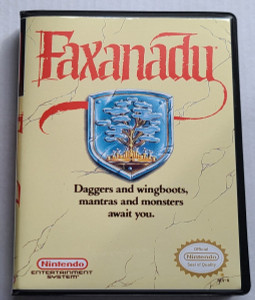 Faxanadu
Daggers and wingboots,
mantras and monsters
await you.
Nintendo
ENTERTAINMENT
SYSTEM
Official
Nintendo
Seal of Quality